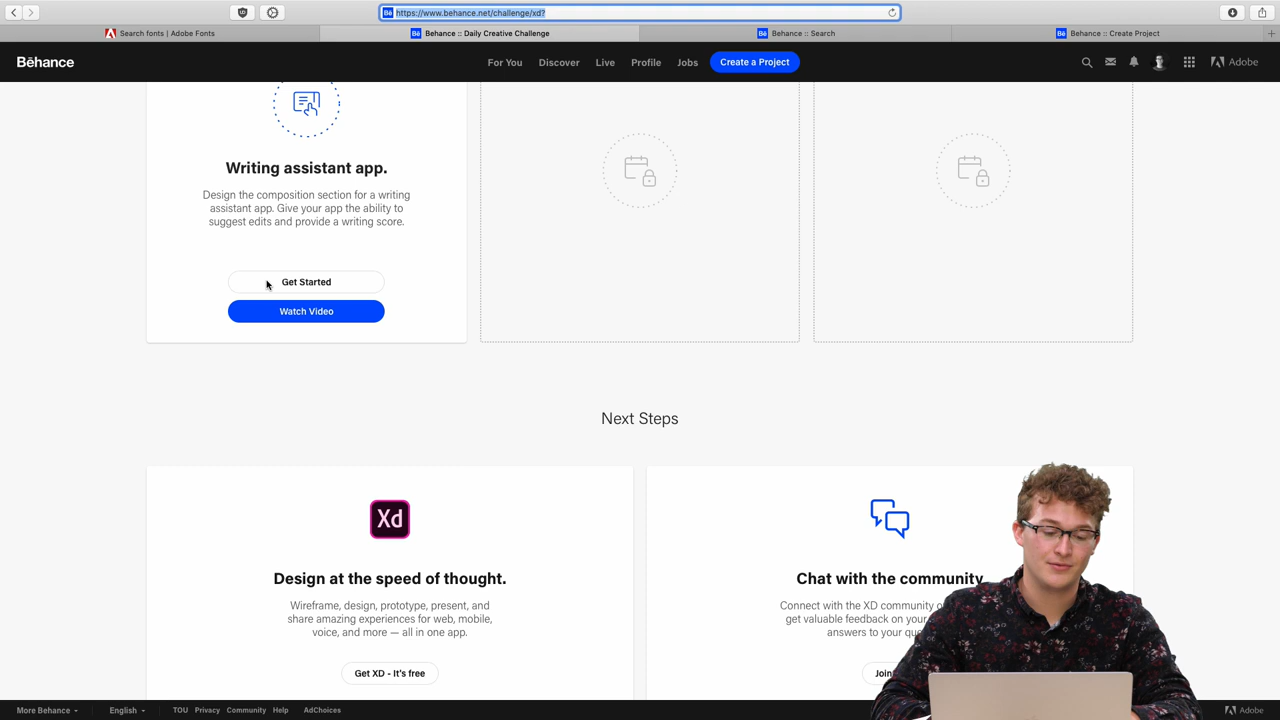 https://www.behance.net/challenge/xd?
Search fonts | Adobe Fonts
Behance :: Daily Creative Challenge
Behance :: Search
Behance :: Create Project
Bēhance
For You
Discover
Live
Profile
Jobs
Create a Project
Adobe
Writing assistant app.
Design the composition section for a writing
assistant app. Give your app the ability to
suggest edits and provide a writing score.
Get Started
Watch Video
Next Steps
Xd
Design at the speed of thought.
Wireframe, design, prototype, present, and
share amazing experiences for web, mobile,
voice, and more — all in one app.
Get XD - It's free
Chat with the community
Connect with the XD community
get valuable feedback on your
answers to your
Join
More Behance
English
TOU
Privacy
Community
Help
AdChoices
Adobe